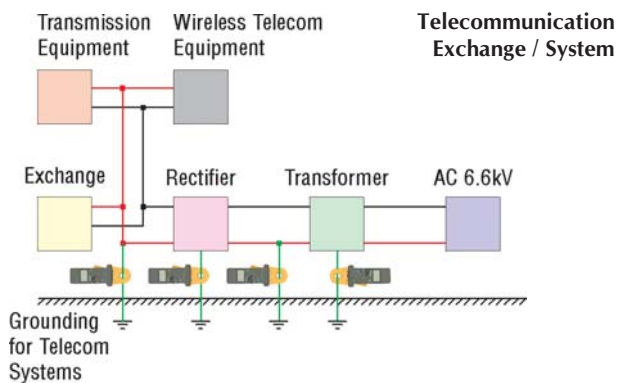 Transmission
Equipment
Wireless Telecom
Equipment
Telecommunication
Exchange / System
Exchange
Rectifier
Transformer
AC 6.6kV
Grounding
for Telecom
Systems